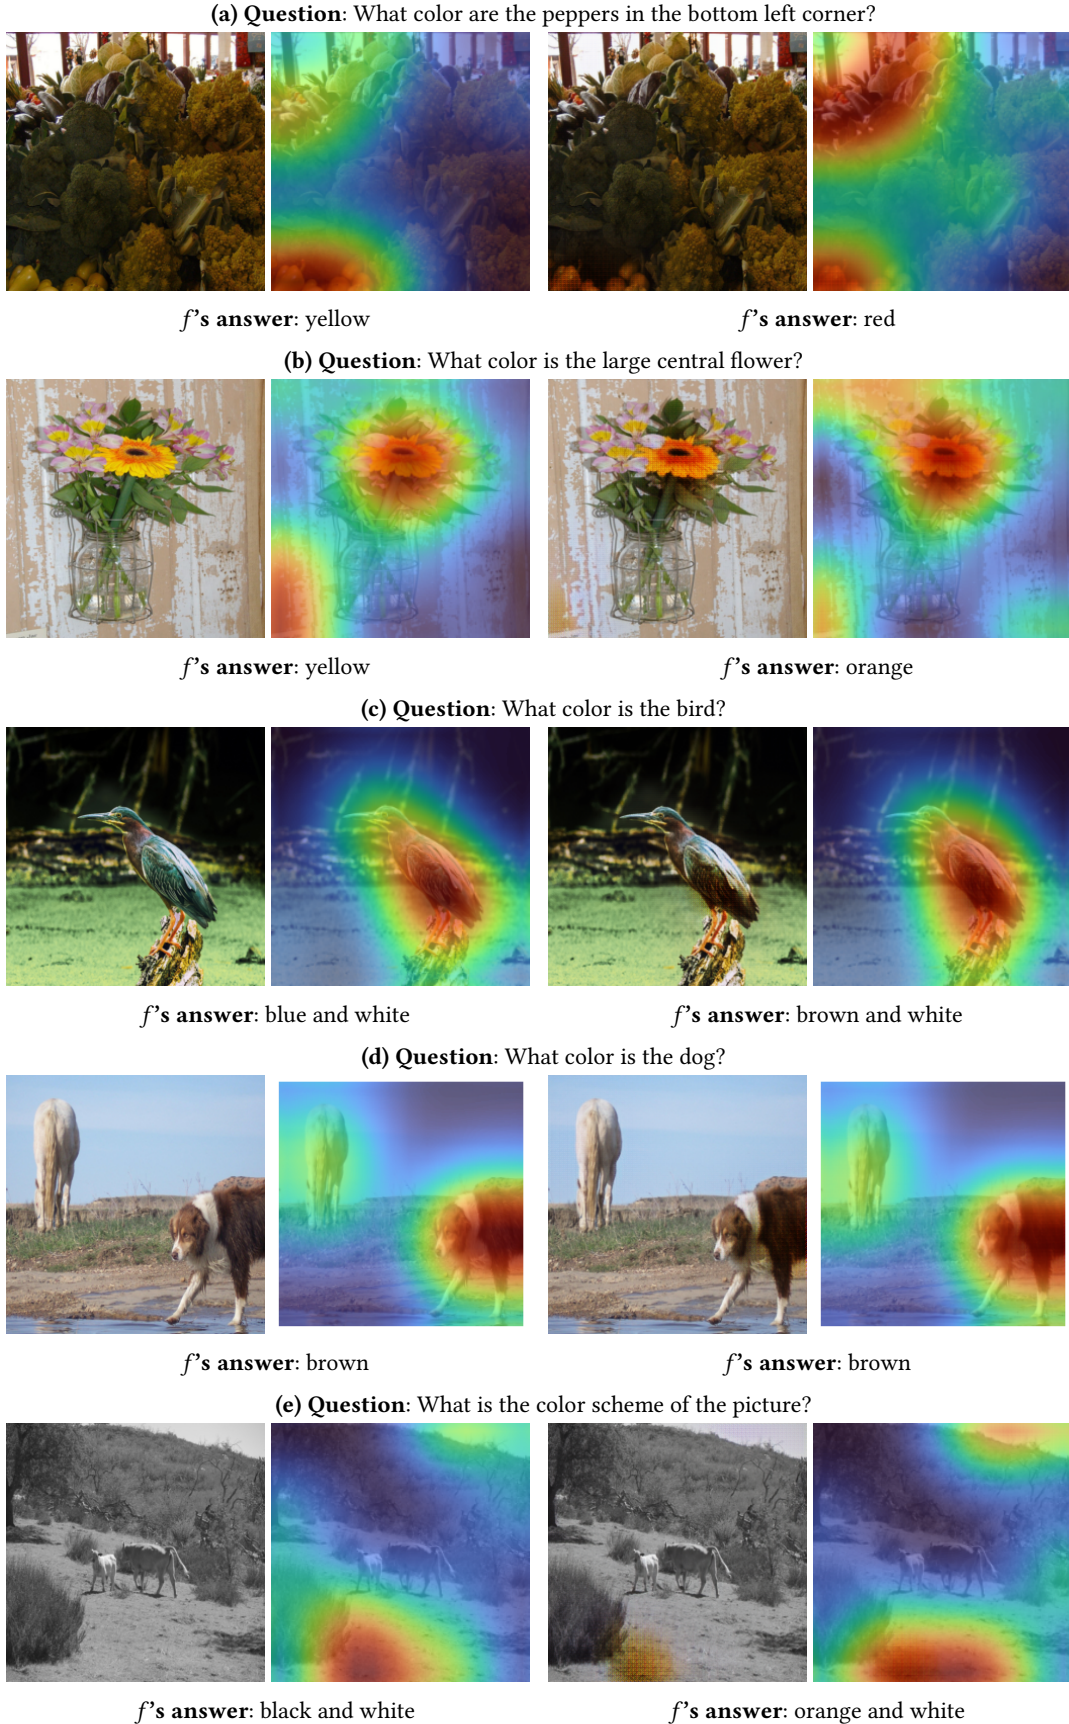 (a) Question: What color are the peppers in the bottom left corner?
f's answer: yellow
f's answer: red
(b) Question: What color is the large central flower?
f's answer: yellow
f's answer: orange
(c) Question: What color is the bird?
f's answer: blue and white
f's answer: brown and white
(d) Question: What color is the dog?
f's answer: brown
f's answer: brown
(e) Question: What is the color scheme of the picture?
f's answer: black and white
f's answer: orange and white